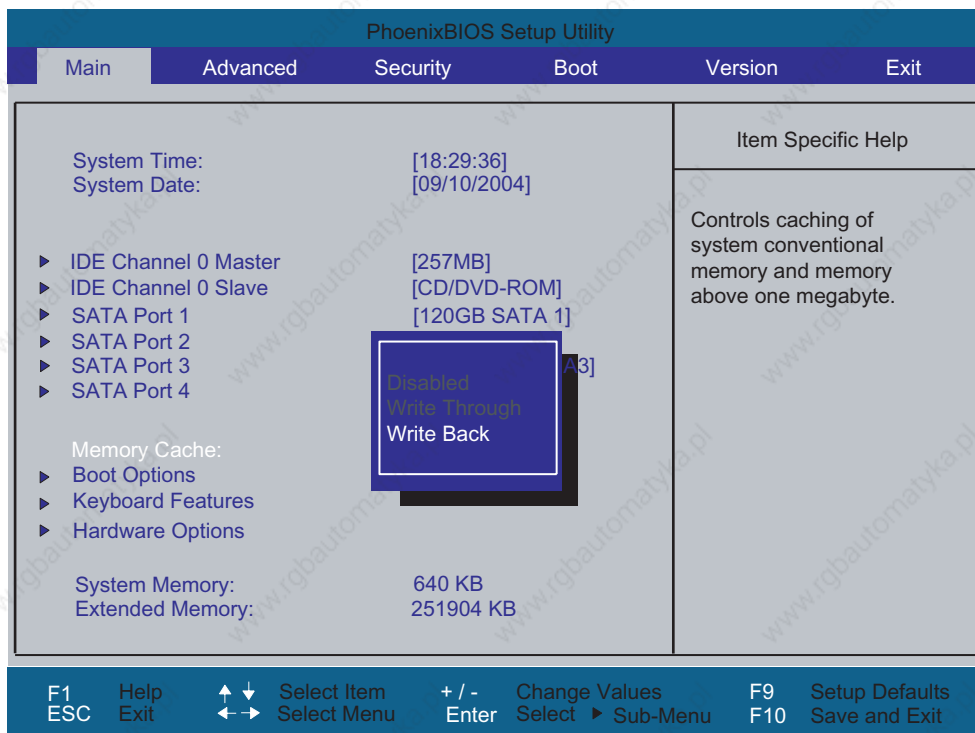 PhoenixBIOS Setup Utility
Main Advanced Security Boot Version Exit
System Time: [18:29:36]
System Date: [09/10/2004]
IDE Channel 0 Master [257MB]
IDE Channel 0 Slave [CD/DVD-ROM]
SATA Port 1 [120GB SATA 1]
SATA Port 2
SATA Port 3 A3]
SATA Port 4
Memory Cache:
Boot Options
Keyboard Features
Hardware Options
System Memory: 640 KB
Extended Memory: 251904 KB
Disabled
Write Through
Write Back
Item Specific Help
Controls caching of
system conventional
memory and memory
above one megabyte.
F1 Help Select Item + / - Change Values F9 Setup Defaults
ESC Exit Select Menu Enter Select Sub-Menu F10 Save and Exit
www.rgbautomatyka.pl